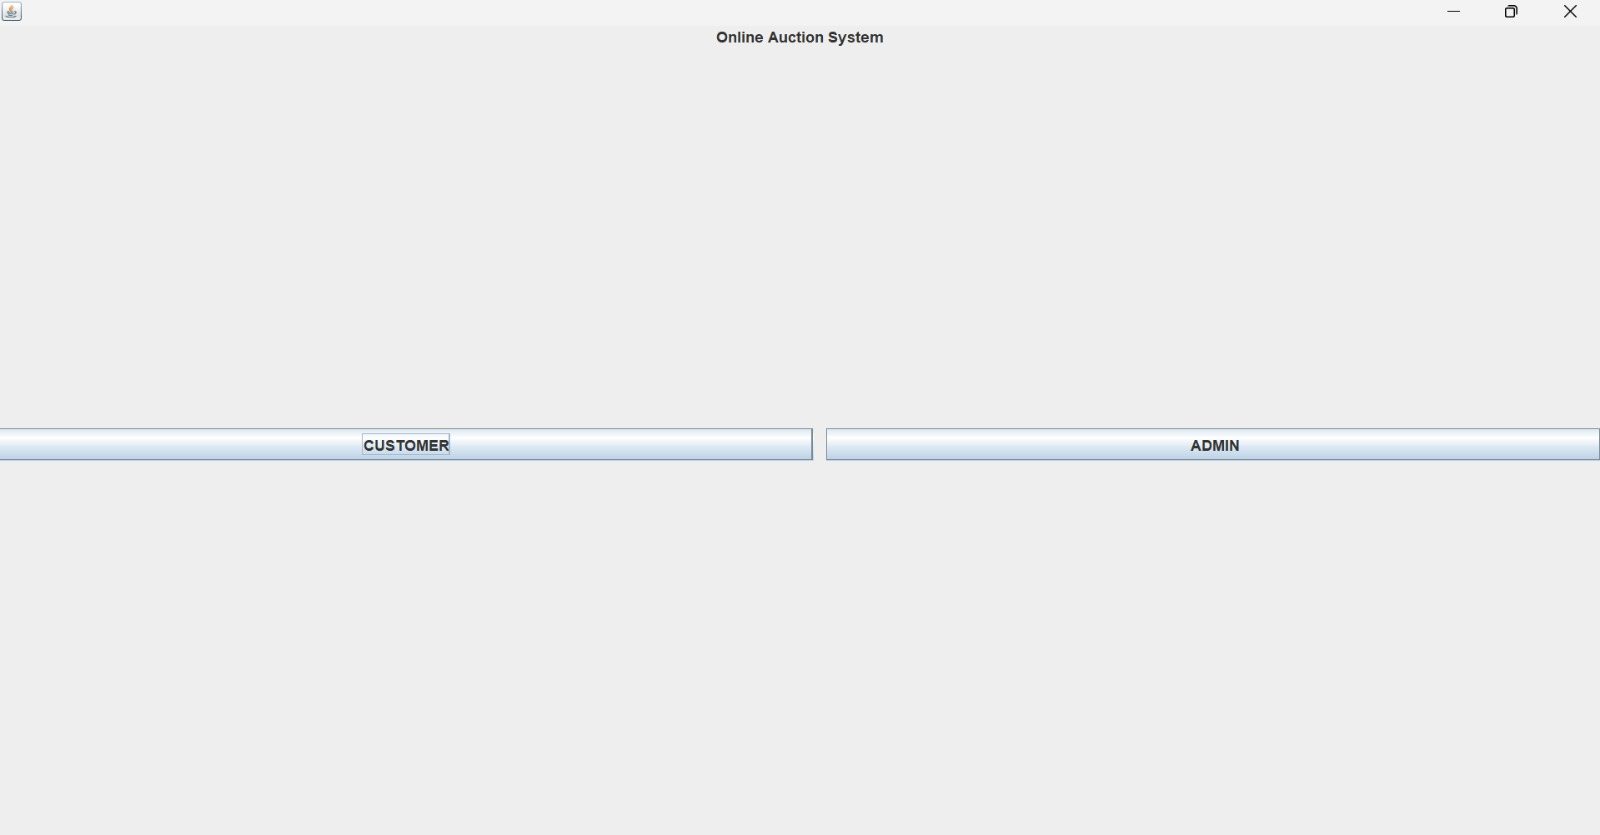 Online Auction System
CUSTOMER
ADMIN